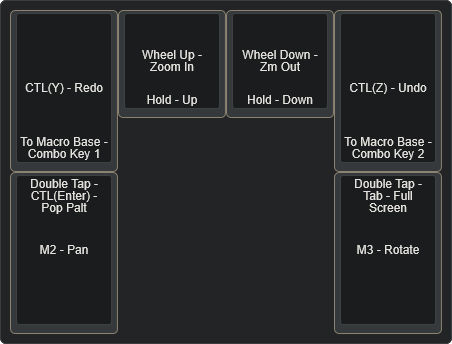 CTL(Y) - Redo
To Macro Base -
Combo Key 1
Wheel Up -
Zoom In
Hold - Up
Wheel Down -
Zm Out
Hold - Down
CTL(Z) - Undo
To Macro Base -
Combo Key 2
Double Tap -
CTL(Enter) -
Pop Palt
M2 - Pan
Double Tap -
Tab - Full
Screen
M3 - Rotate